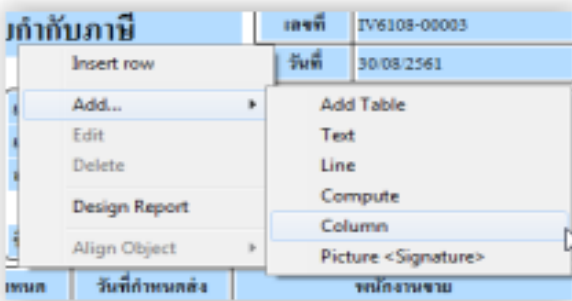 กำกับภาษี
เลขที่ IV6108-00003
วันที่ 30/08/2561
Insert row
Add...
Edit
Delete
Design Report
Align Object
Add Table
Text
Line
Compute
Column
Picture <Signature>
วันที่กำหนดส่ง พนักงานขาย